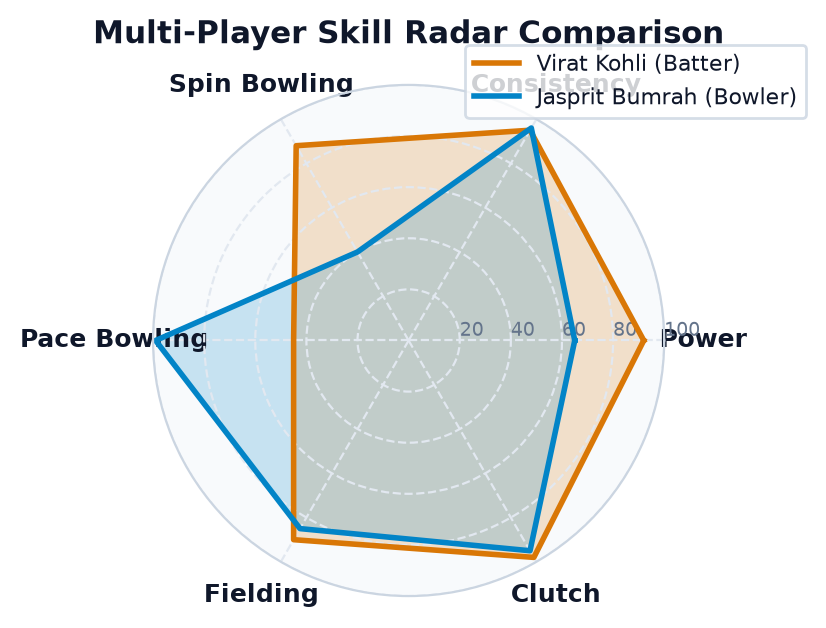 Multi-Player Skill Radar Comparison
Virat Kohli (Batter)
Jasprit Bumrah (Bowler)
Spin Bowling
Consistency
20
40
60
80
100
Pace Bowling
Power
Fielding
Clutch